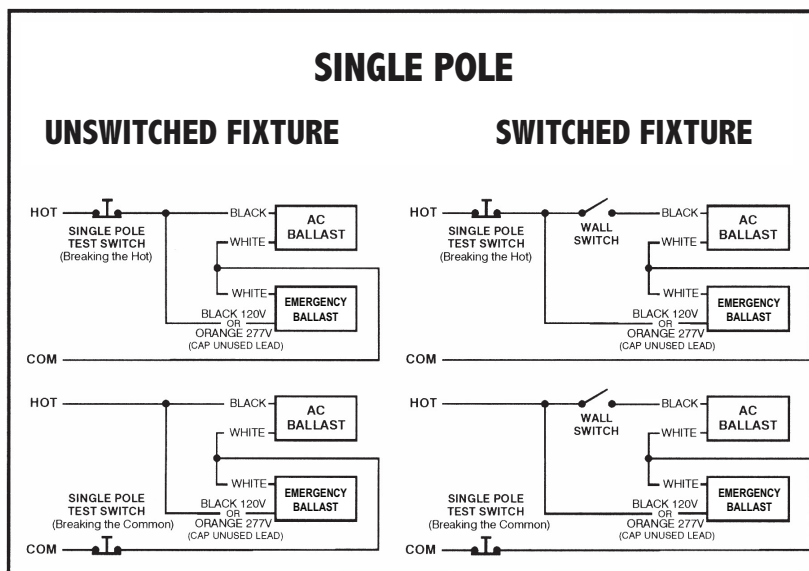 SINGLE POLE
UNSWITCHED FIXTURE
HOT
BLACK
AC
BALLAST
SINGLE POLE
TEST SWITCH
(Breaking the Hot)
WHITE
WHITE
EMERGENCY
BALLAST
BLACK 120V
OR
ORANGE 277V
(CAP UNUSED LEAD)
COM
HOT
BLACK
AC
BALLAST
WHITE
WHITE
EMERGENCY
BALLAST
SINGLE POLE
TEST SWITCH
(Breaking the Common)
BLACK 120V
OR
ORANGE 277V
(CAP UNUSED LEAD)
COM
SWITCHED FIXTURE
HOT
BLACK
AC
BALLAST
SINGLE POLE
TEST SWITCH
(Breaking the Hot)
WALL
SWITCH
WHITE
WHITE
EMERGENCY
BALLAST
BLACK 120V
OR
ORANGE 277V
(CAP UNUSED LEAD)
COM
HOT
BLACK
AC
BALLAST
WALL
SWITCH
WHITE
WHITE
EMERGENCY
BALLAST
SINGLE POLE
TEST SWITCH
(Breaking the Common)
BLACK 120V
OR
ORANGE 277V
(CAP UNUSED LEAD)
COM